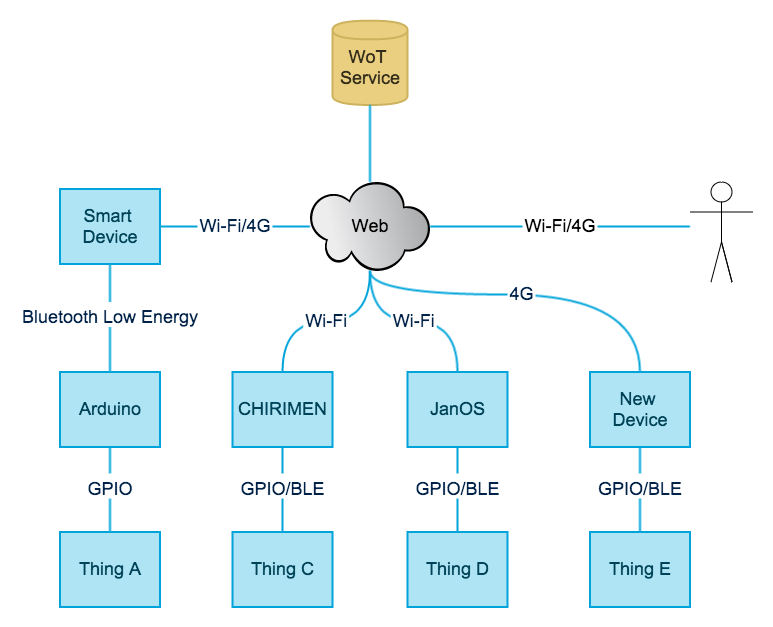 WoT
Service
Smart
Device
Wi-Fi/4G
Web
Wi-Fi/4G
4G
Bluetooth Low Energy
Wi-Fi
Wi-Fi
Arduino
CHIRIMEN
JanOS
New
Device
GPIO
GPIO/BLE
GPIO/BLE
GPIO/BLE
Thing A
Thing C
Thing D
Thing E